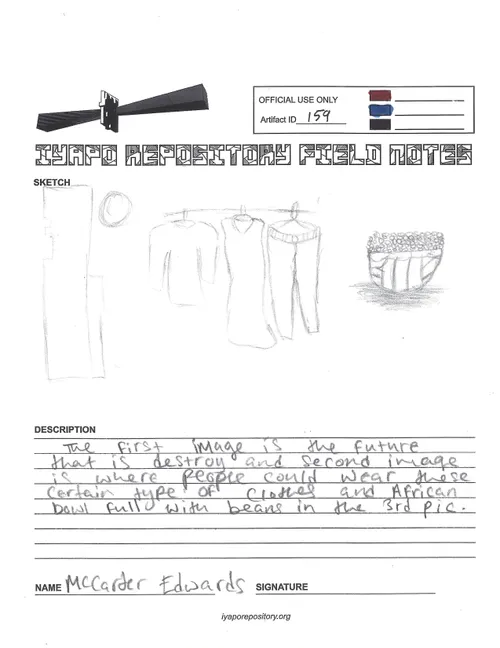 OFFICIAL USE ONLY
Artifact ID 159
IYAPO REPOSITORY FIELD NOTES
SKETCH
DESCRIPTION
The first image is the future
that is destroy and second image
is where people could wear these
certain type of clothes and African
bowl full with beans in the 3rd pic.
NAME McCarder Edwards SIGNATURE
iyaporepository.org